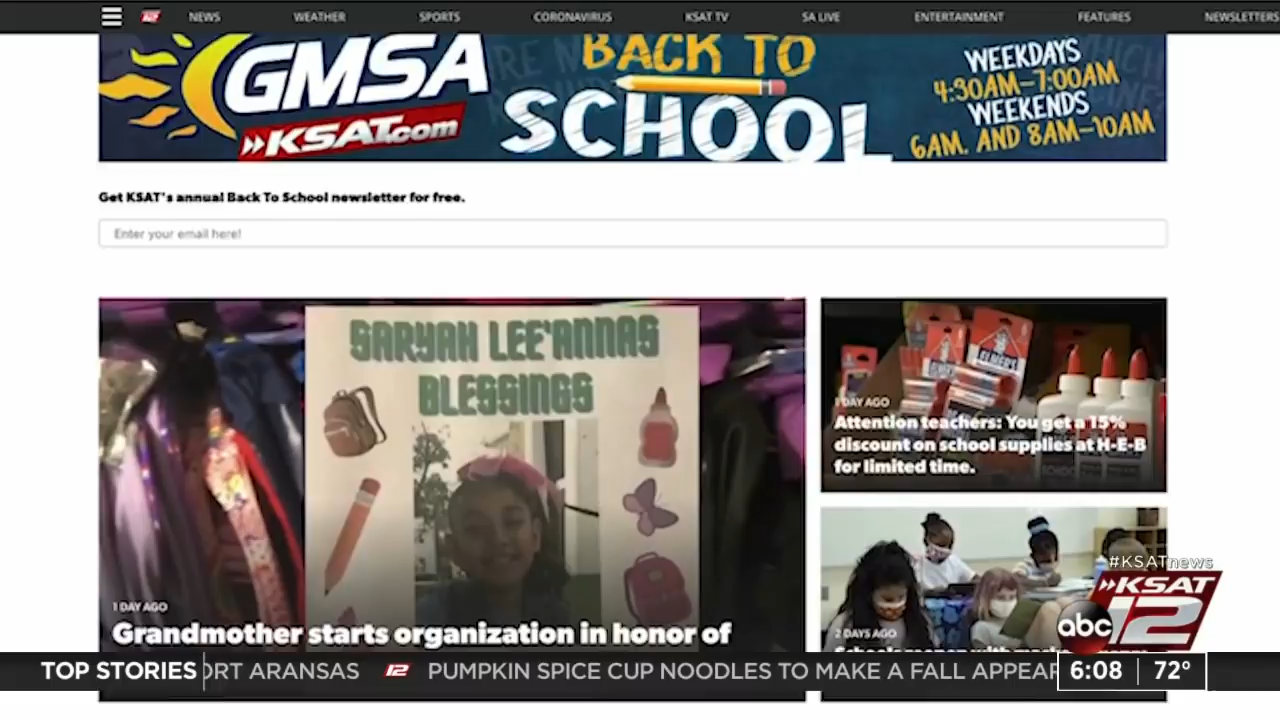 NEWS WEATHER SPORTS CORONAVIRUS KSAT TV SA LIVE ENTERTAINMENT FEATURES NEWSLETTERS
GMSA
KSAT.com
BACK TO
SCHOOL
WEEKDAYS
4:30AM-7:00AM
WEEKENDS
6AM. AND 8AM-10AM
Get KSAT's annual Back To School newsletter for free.
Enter your email here!
SARYAH LEE'ANNAS
BLESSINGS
1 DAY AGO
Grandmother starts organization in honor of
ELMER'S
1 DAY AGO
Attention teachers: You get a 15%
discount on school supplies at H-E-B
for limited time.
2 DAYS AGO
#KSATnews
KSAT
abc 12
TOP STORIES ORT ARANSAS 12 PUMPKIN SPICE CUP NOODLES TO MAKE A FALL APPEAR
6:08 72°